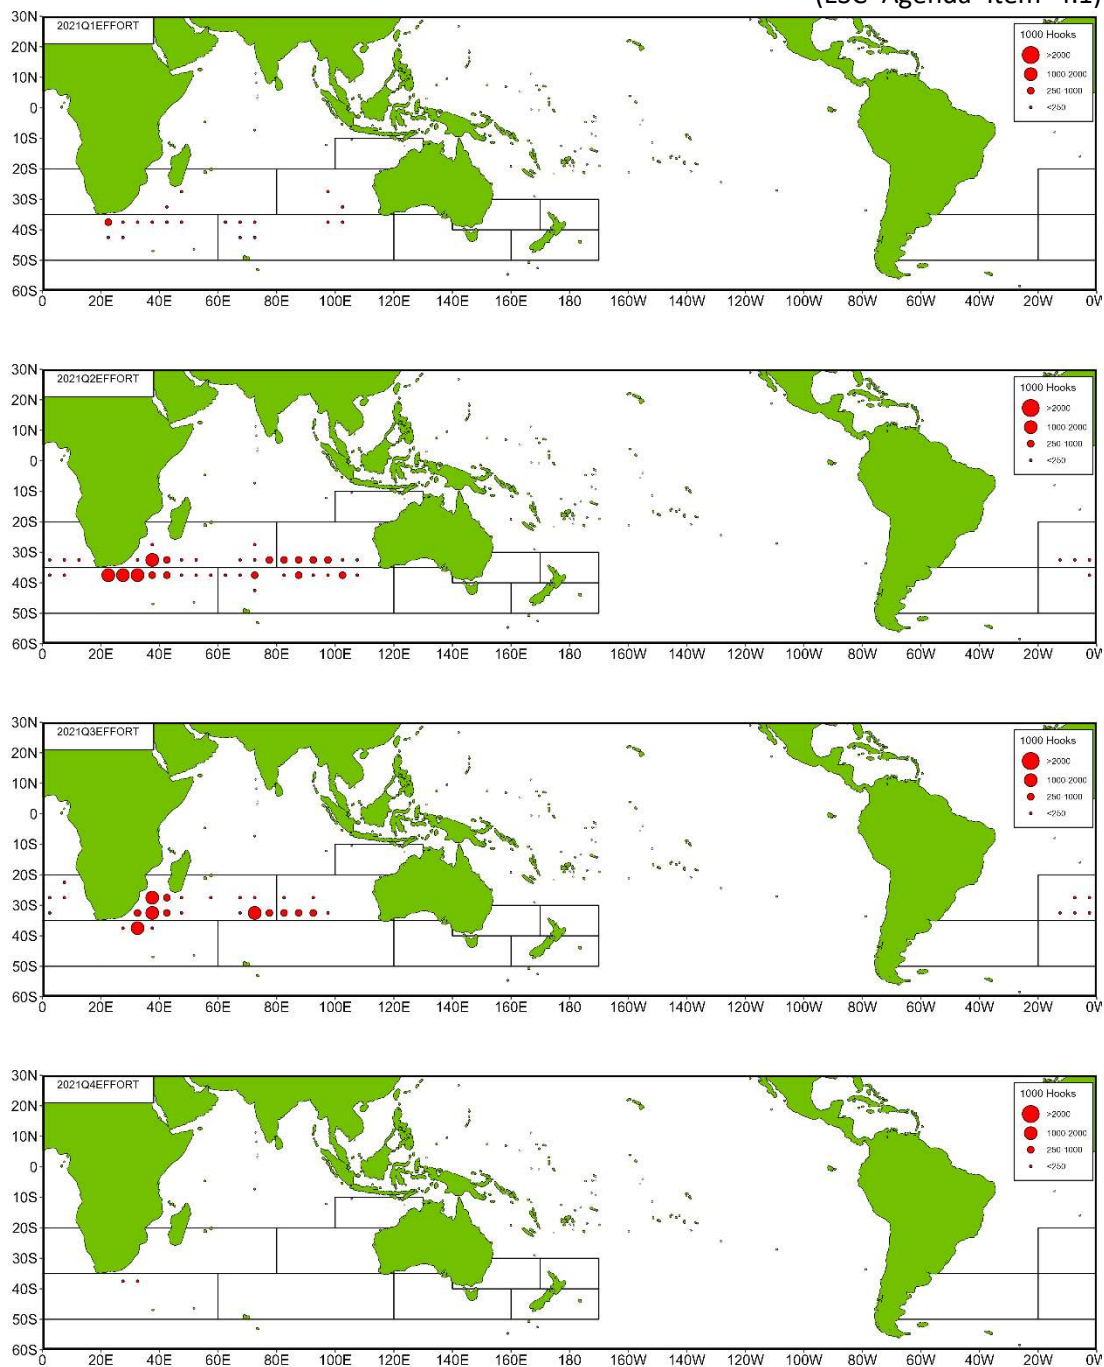 (ESC Agenda item 4.1)
30N
20N
10N
0
10S
20S
30S
40S
50S
60S
2021Q1EFFORT
1000 Hooks
>2000
1000-2000
250-1000
<250
0 20E 40E 60E 80E 100E 120E 140E 160E 180 160W 140W 120W 100W 80W 60W 40W 20W 0W
30N
20N
10N
0
10S
20S
30S
40S
50S
60S
2021Q2EFFORT
1000 Hooks
>2000
1000-2000
250-1000
<250
0 20E 40E 60E 80E 100E 120E 140E 160E 180 160W 140W 120W 100W 80W 60W 40W 20W 0W
30N
20N
10N
0
10S
20S
30S
40S
50S
60S
2021Q3EFFORT
1000 Hooks
>2000
1000-2000
250-1000
<250
0 20E 40E 60E 80E 100E 120E 140E 160E 180 160W 140W 120W 100W 80W 60W 40W 20W 0W
30N
20N
10N
0
10S
20S
30S
40S
50S
60S
2021Q4EFFORT
1000 Hooks
>2000
1000-2000
250-1000
<250
0 20E 40E 60E 80E 100E 120E 140E 160E 180 160W 140W 120W 100W 80W 60W 40W 20W 0W